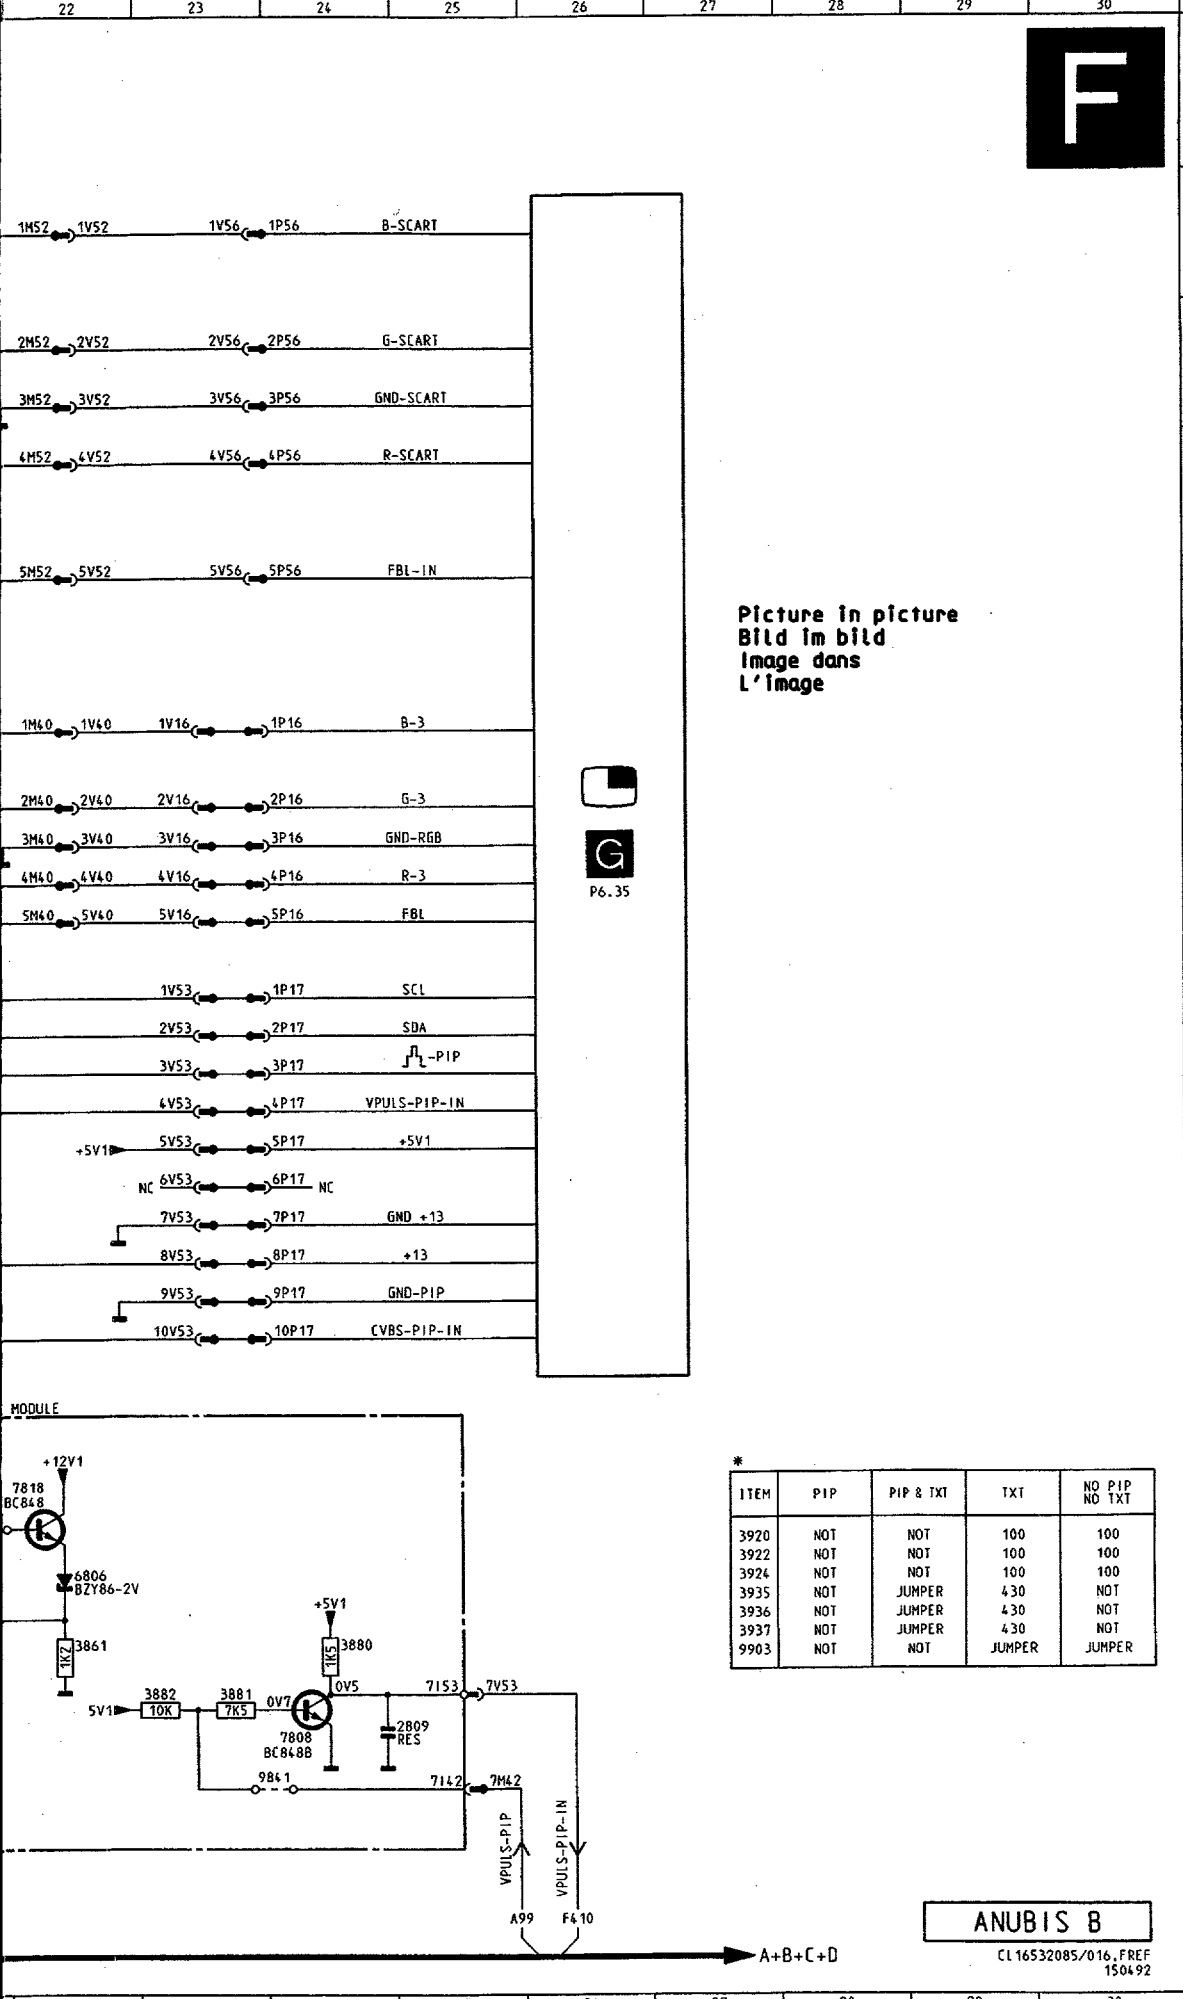 22 23 24 25 26 27 28 29 30
F
1M52 1V52 1V56 1P56 B-SCART
2M52 2V52 2V56 2P56 G-SCART
3M52 3V52 3V56 3P56 GND-SCART
4M52 4V52 4V56 4P56 R-SCART
5M52 5V52 5V56 5P56 FBL-IN
Picture in picture
Bild im bild
Image dans
L'image
1M40 1V40 1V16 1P16 B-3
2M40 2V40 2V16 2P16 G-3
3M40 3V40 3V16 3P16 GND-RGB
4M40 4V40 4V16 4P16 R-3
5M40 5V40 5V16 5P16 FBL
G
P6.35
1V53 1P17 SCL
2V53 2P17 SDA
3V53 3P17 -PIP
4V53 4P17 VPULS-PIP-IN
+5V1 5V53 5P17 +5V1
NC 6V53 6P17 NC
7V53 7P17 GND +13
8V53 8P17 +13
9V53 9P17 GND-PIP
10V53 10P17 CVBS-PIP-IN
MODULE
+12V1
7818
BC848
6806
BZY86-2V
3861
1K2
+5V1
3880
1K5
0V5
5V1
3882
10K
3881
7K5
0V7
7808
BC848B
2809
RES
7I53 7V53
9841
7I42 7M42
VPULS-PIP
VPULS-PIP-IN
A99 F410
A+B+C+D
*
ITEM PIP PIP & TXT TXT NO PIP NO TXT
3920 NOT NOT 100 100
3922 NOT NOT 100 100
3924 NOT NOT 100 100
3935 NOT JUMPER 430 NOT
3936 NOT JUMPER 430 NOT
3937 NOT JUMPER 430 NOT
9903 NOT NOT JUMPER JUMPER
ANUBIS B
CL16532085/016.FREF
150492